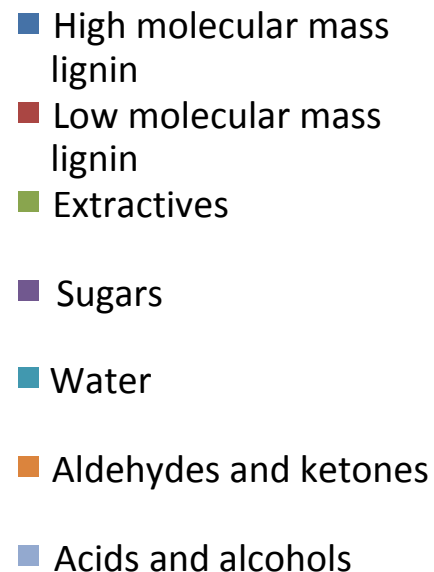 High molecular mass
lignin
Low molecular mass
lignin
Extractives
Sugars
Water
Aldehydes and ketones
Acids and alcohols